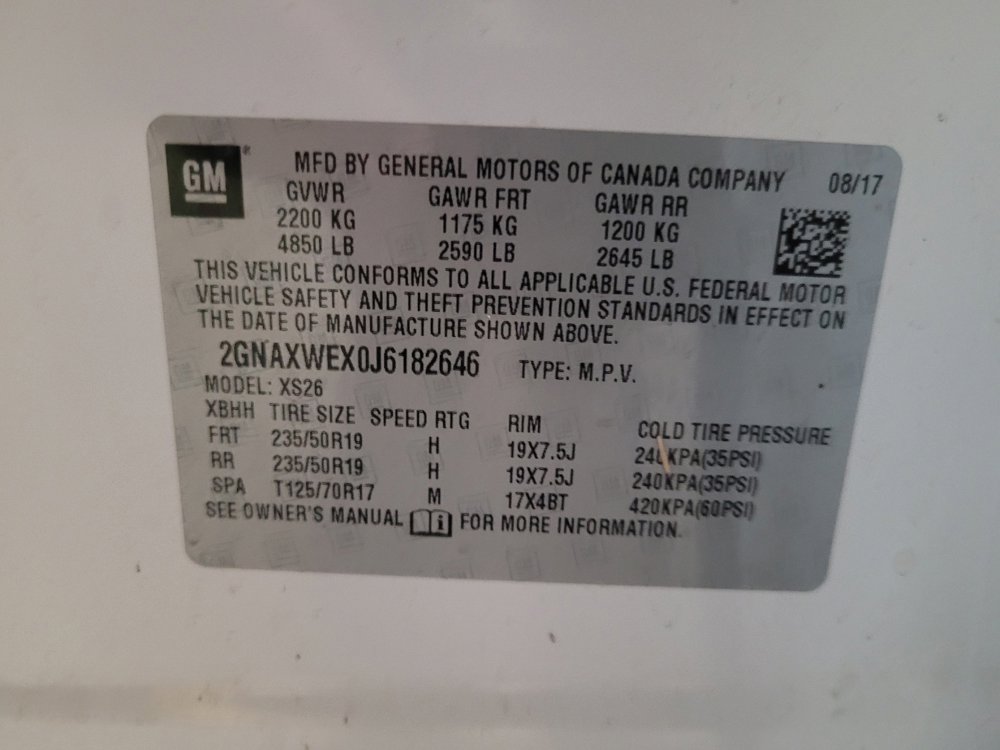 GM MFD BY GENERAL MOTORS OF CANADA COMPANY 08/17
GVWR GAWR FRT GAWR RR
2200 KG 1175 KG 1200 KG
4850 LB 2590 LB 2645 LB
THIS VEHICLE CONFORMS TO ALL APPLICABLE U.S. FEDERAL MOTOR
VEHICLE SAFETY AND THEFT PREVENTION STANDARDS IN EFFECT ON
THE DATE OF MANUFACTURE SHOWN ABOVE.
2GNAXWEX0J6182646 TYPE: M.P.V.
MODEL: XS26
XBHH TIRE SIZE SPEED RTG RIM COLD TIRE PRESSURE
FRT 235/50R19 H 19X7.5J 240KPA(35PSI)
RR 235/50R19 H 19X7.5J 240KPA(35PSI)
SPA T125/70R17 M 17X4BT 420KPA(60PSI)
SEE OWNER'S MANUAL i FOR MORE INFORMATION.